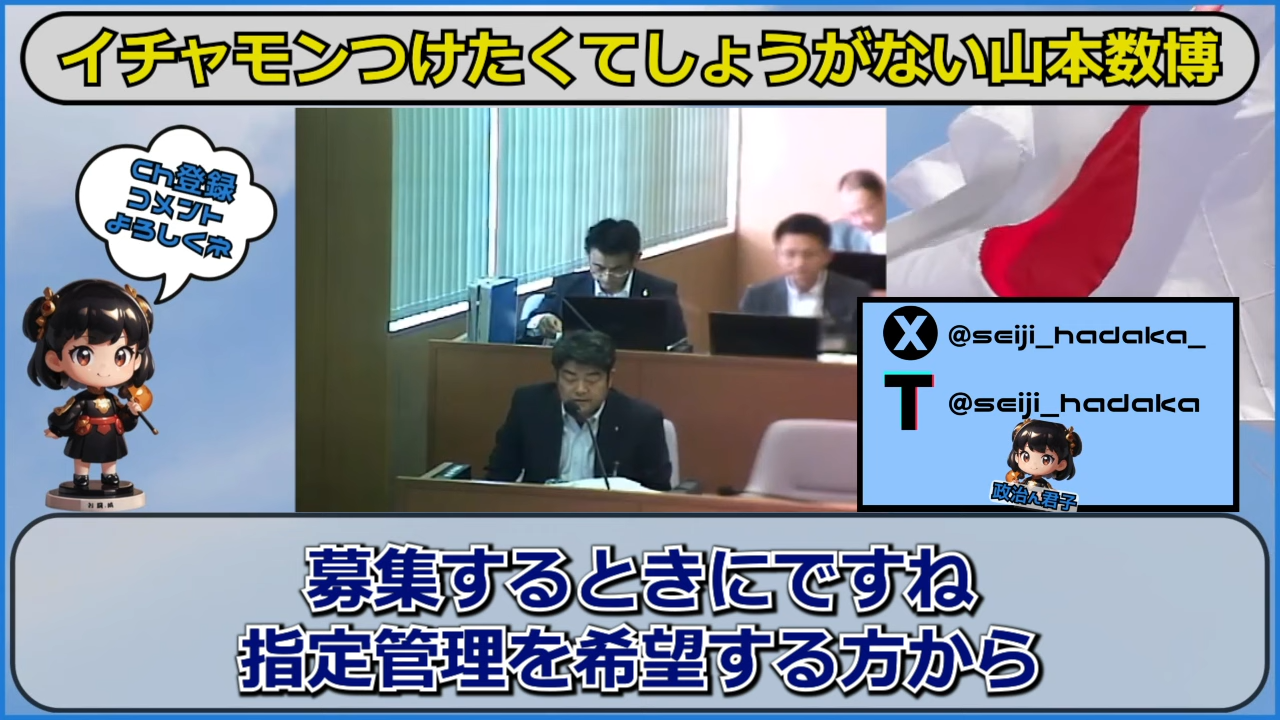 イチャモンつけたくてしょうがない山本数博
Ch登録
コメント
よろしくネ
X @seiji_hadaka_
T @seiji_hadaka
政治ん君子
募集するときにですね
指定管理を希望する方から